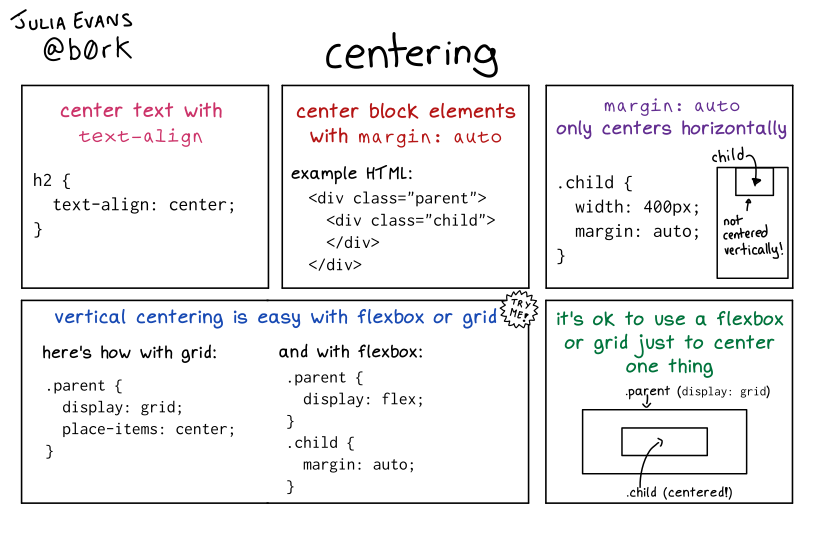 JULIA EVANS
@b0rk
centering
center text with
text-align
h2 {
  text-align: center;
}
center block elements
with margin: auto
example HTML:
<div class="parent">
  <div class="child">
  </div>
</div>
margin: auto
only centers horizontally
.child {
  width: 400px;
  margin: auto;
}
child
not
centered
vertically!
vertical centering is easy with flexbox or grid
TRY
ME!
here's how with grid:
.parent {
  display: grid;
  place-items: center;
}
and with flexbox:
.parent {
  display: flex;
}
.child {
  margin: auto;
}
it's ok to use a flexbox
or grid just to center
one thing
.parent (display: grid)
.child (centered!)